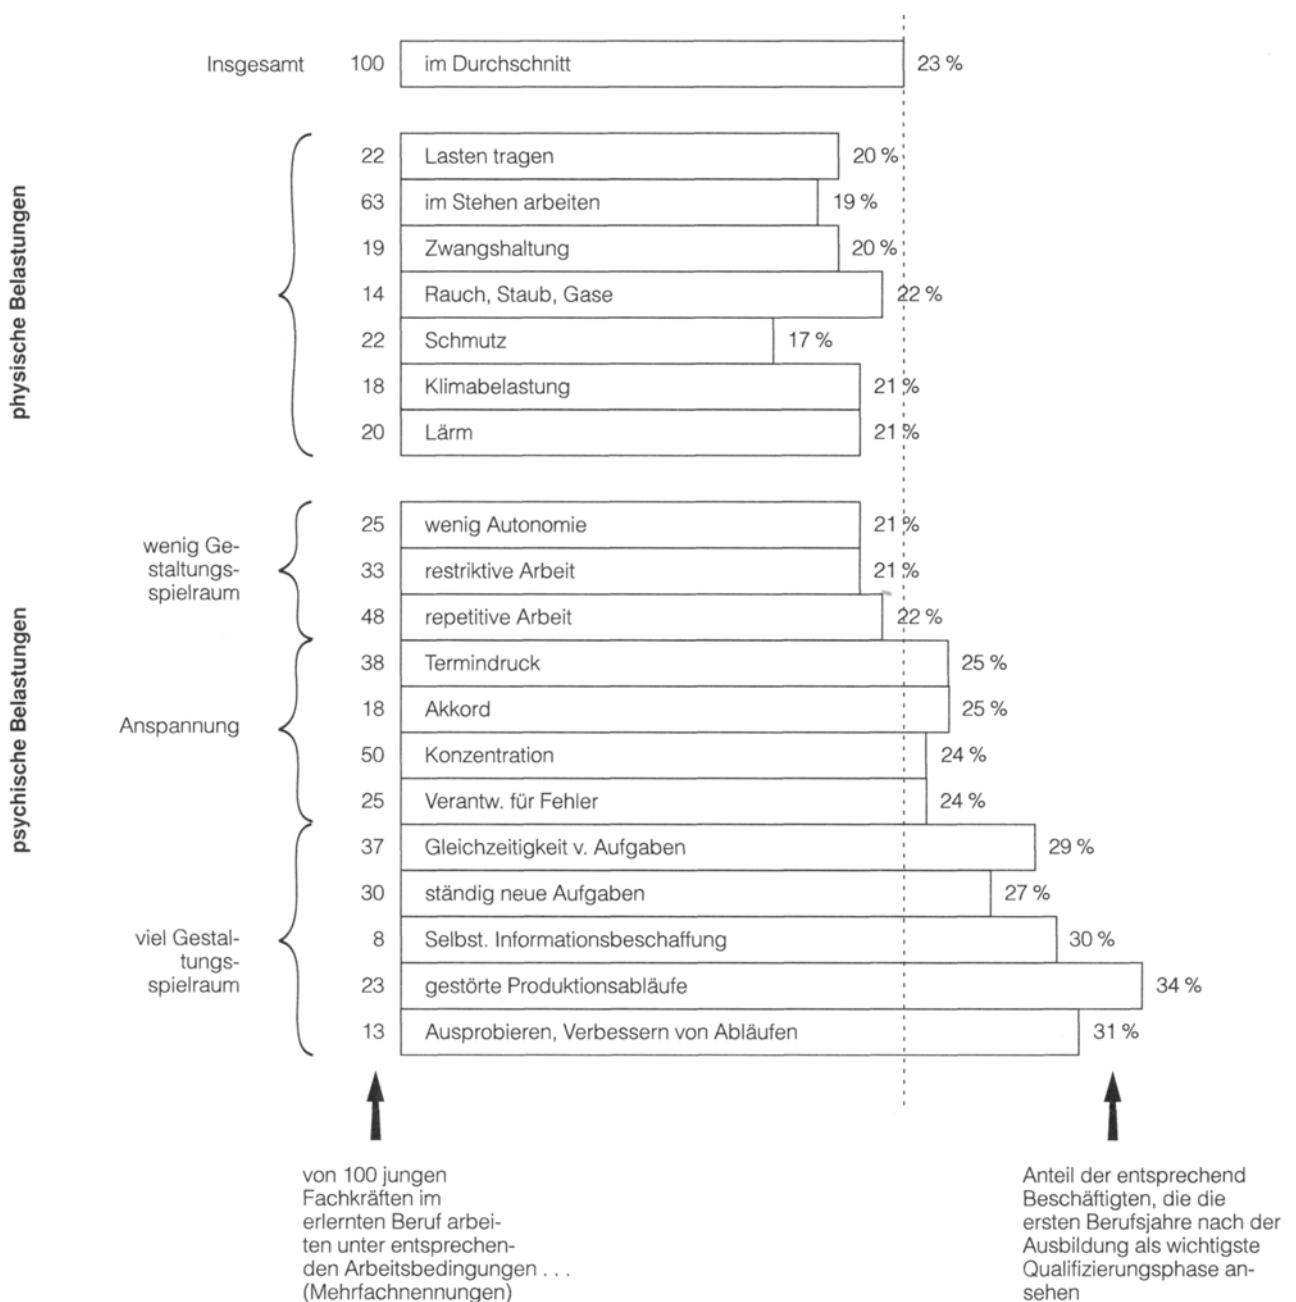 Insgesamt 100 im Durchschnitt 23 %
physische Belastungen
22 Lasten tragen 20 %
63 im Stehen arbeiten 19 %
19 Zwangshaltung 20 %
14 Rauch, Staub, Gase 22 %
22 Schmutz 17 %
18 Klimabelastung 21 %
20 Lärm 21 %
psychische Belastungen
wenig Ge-
staltungs-
spielraum
25 wenig Autonomie 21 %
33 restriktive Arbeit 21 %
48 repetitive Arbeit 22 %
Anspannung
38 Termindruck 25 %
18 Akkord 25 %
50 Konzentration 24 %
25 Verantw. für Fehler 24 %
viel Gestal-
tungs-
spielraum
37 Gleichzeitigkeit v. Aufgaben 29 %
30 ständig neue Aufgaben 27 %
8 Selbst. Informationsbeschaffung 30 %
23 gestörte Produktionsabläufe 34 %
13 Ausprobieren, Verbessern von Abläufen 31 %
von 100 jungen
Fachkräften im
erlernten Beruf arbei-
ten unter entsprechen-
den Arbeitsbedingungen . . .
(Mehrfachnennungen)
Anteil der entsprechend
Beschäftigten, die die
ersten Berufsjahre nach der
Ausbildung als wichtigste
Qualifizierungsphase an-
sehen